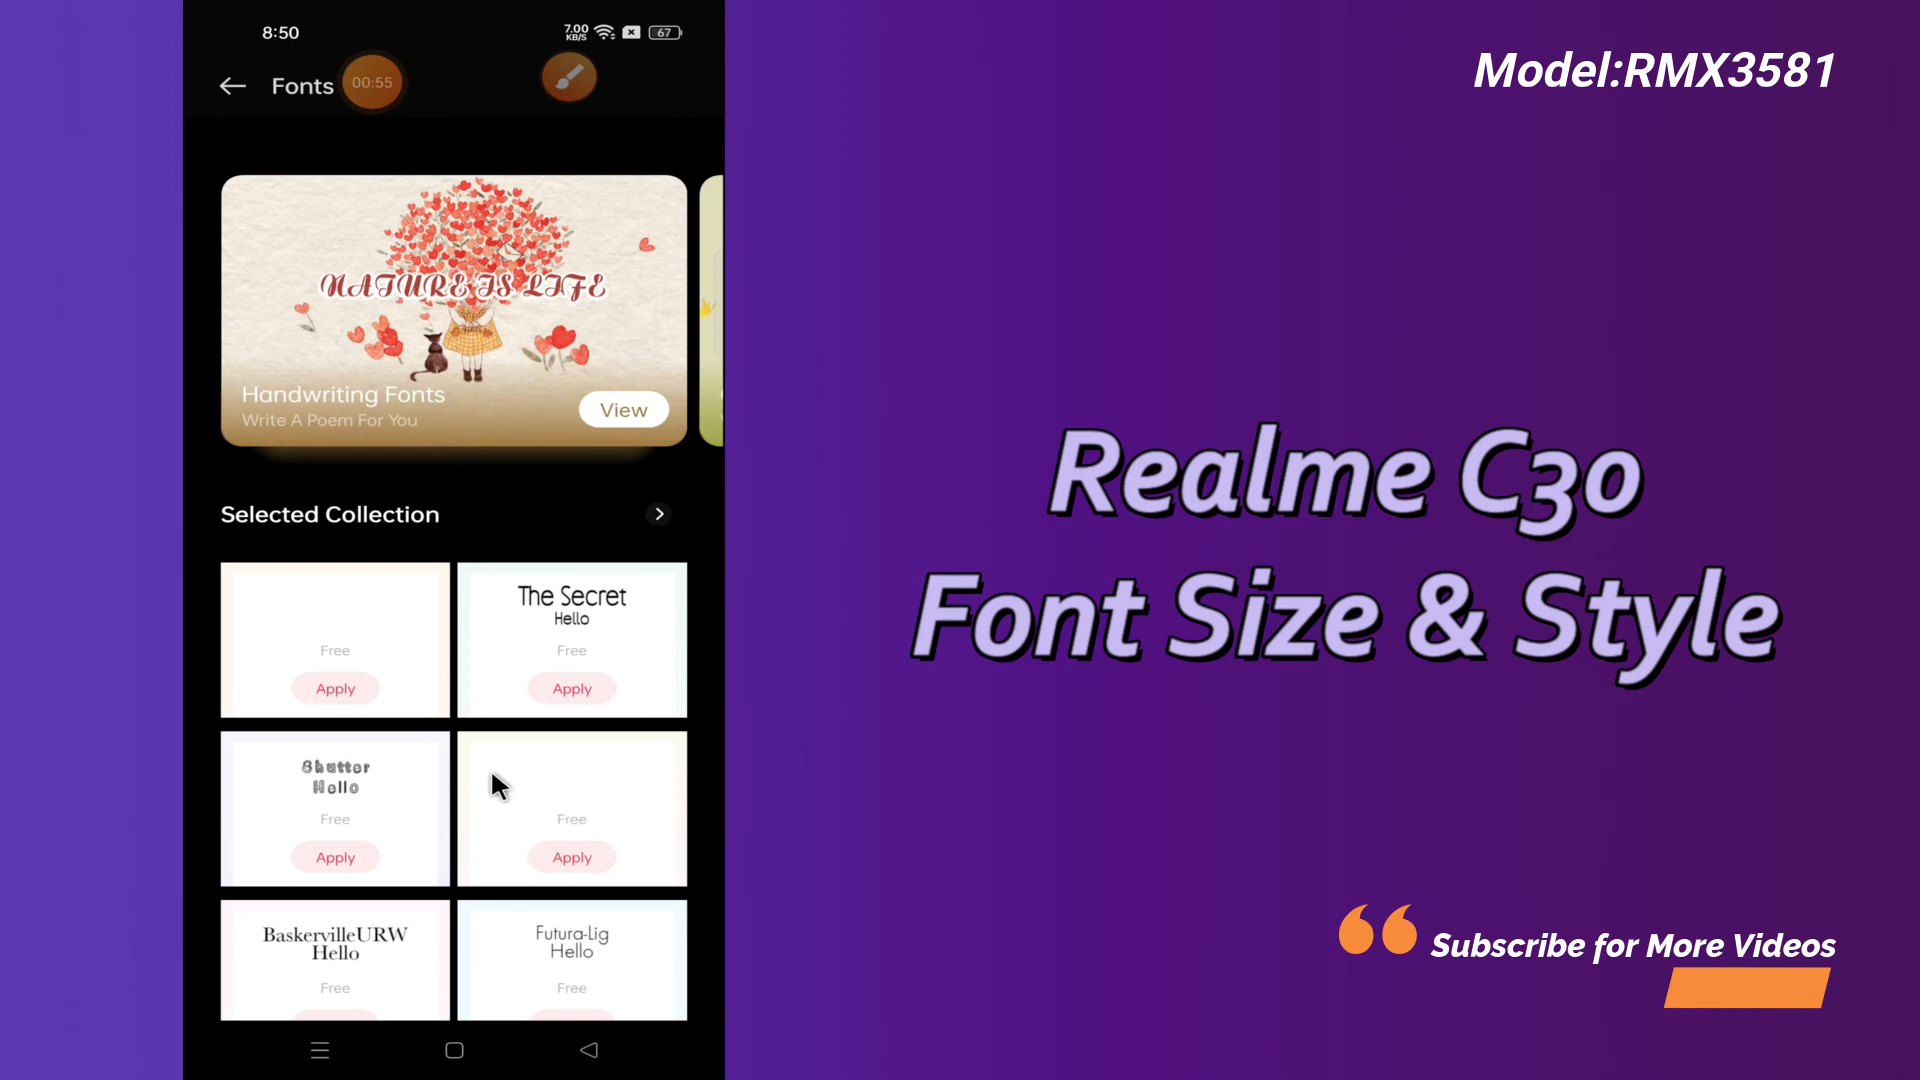 8:50
7.00
KB/S
67
Fonts
00:55
NATURE IS LIFE
Handwriting Fonts
Write A Poem For You
View
Selected Collection
Free
Apply
The Secret
Hello
Free
Apply
Shutter
Hello
Free
Apply
Free
Apply
BaskervilleURW
Hello
Free
Futura-Lig
Hello
Free
Model:RMX3581
Realme C30
Font Size & Style
Subscribe for More Videos